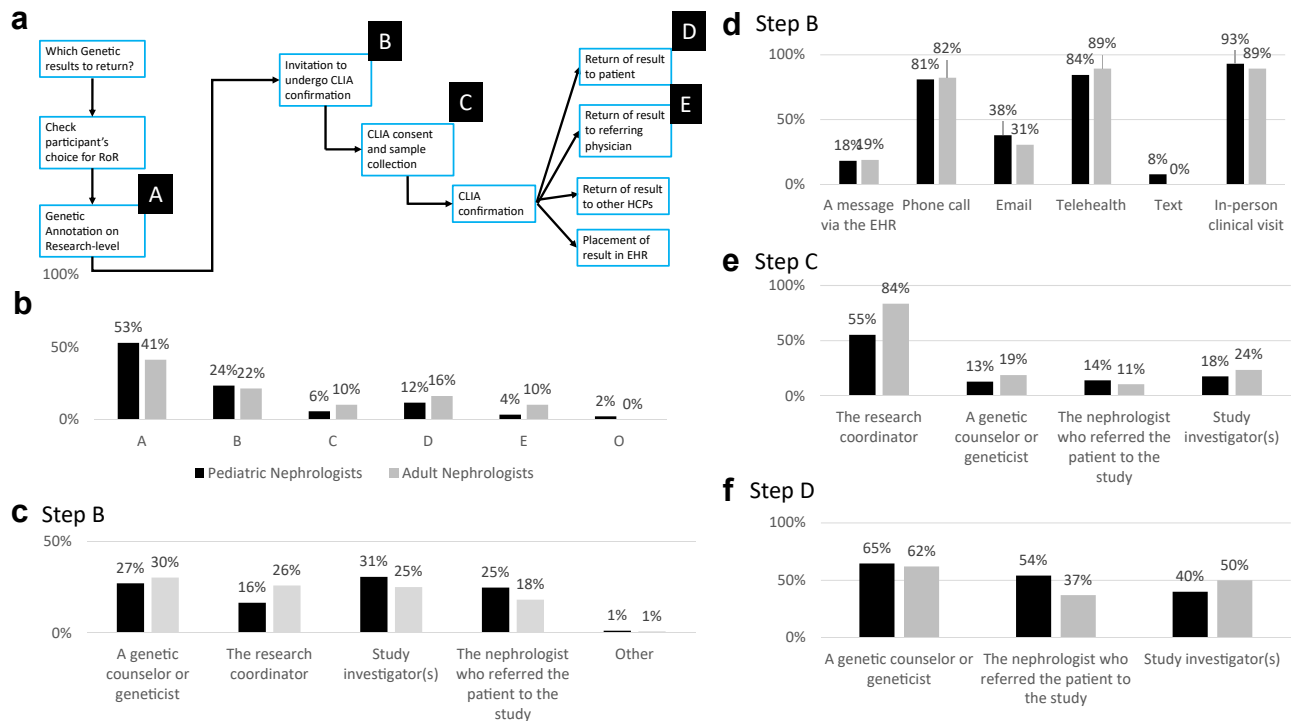 a
Which Genetic
results to return?
Check
participant's
choice for RoR
A
Genetic
Annotation on
Research-level
B
Invitation to
undergo CLIA
confirmation
C
CLIA consent
and sample
collection
CLIA
confirmation
D
Return of result
to patient
E
Return of result
to referring
physician
Return of result
to other HCPs
Placement of
result in EHR
b
100%
50%
0%
53%
41%
24%
22%
6%
10%
12%
16%
4%
10%
2%
0%
A
B
C
D
E
O
Pediatric Nephrologists
Adult Nephrologists
c Step B
50%
0%
27%
30%
16%
26%
31%
25%
25%
18%
1%
1%
A genetic
counselor or
geneticist
The research
coordinator
Study
investigator(s)
The nephrologist
who referred the
patient to the
study
Other
d Step B
100%
50%
0%
18%
19%
81%
82%
38%
31%
84%
89%
8%
0%
93%
89%
A message
via the EHR
Phone call
Email
Telehealth
Text
In-person
clinical visit
e Step C
100%
50%
0%
55%
84%
13%
19%
14%
11%
18%
24%
The research
coordinator
A genetic
counselor or
geneticist
The nephrologist
who referred the
patient to the
study
Study
investigator(s)
f Step D
100%
50%
0%
65%
62%
54%
37%
40%
50%
A genetic counselor or
geneticist
The nephrologist who
referred the patient to
the study
Study investigator(s)